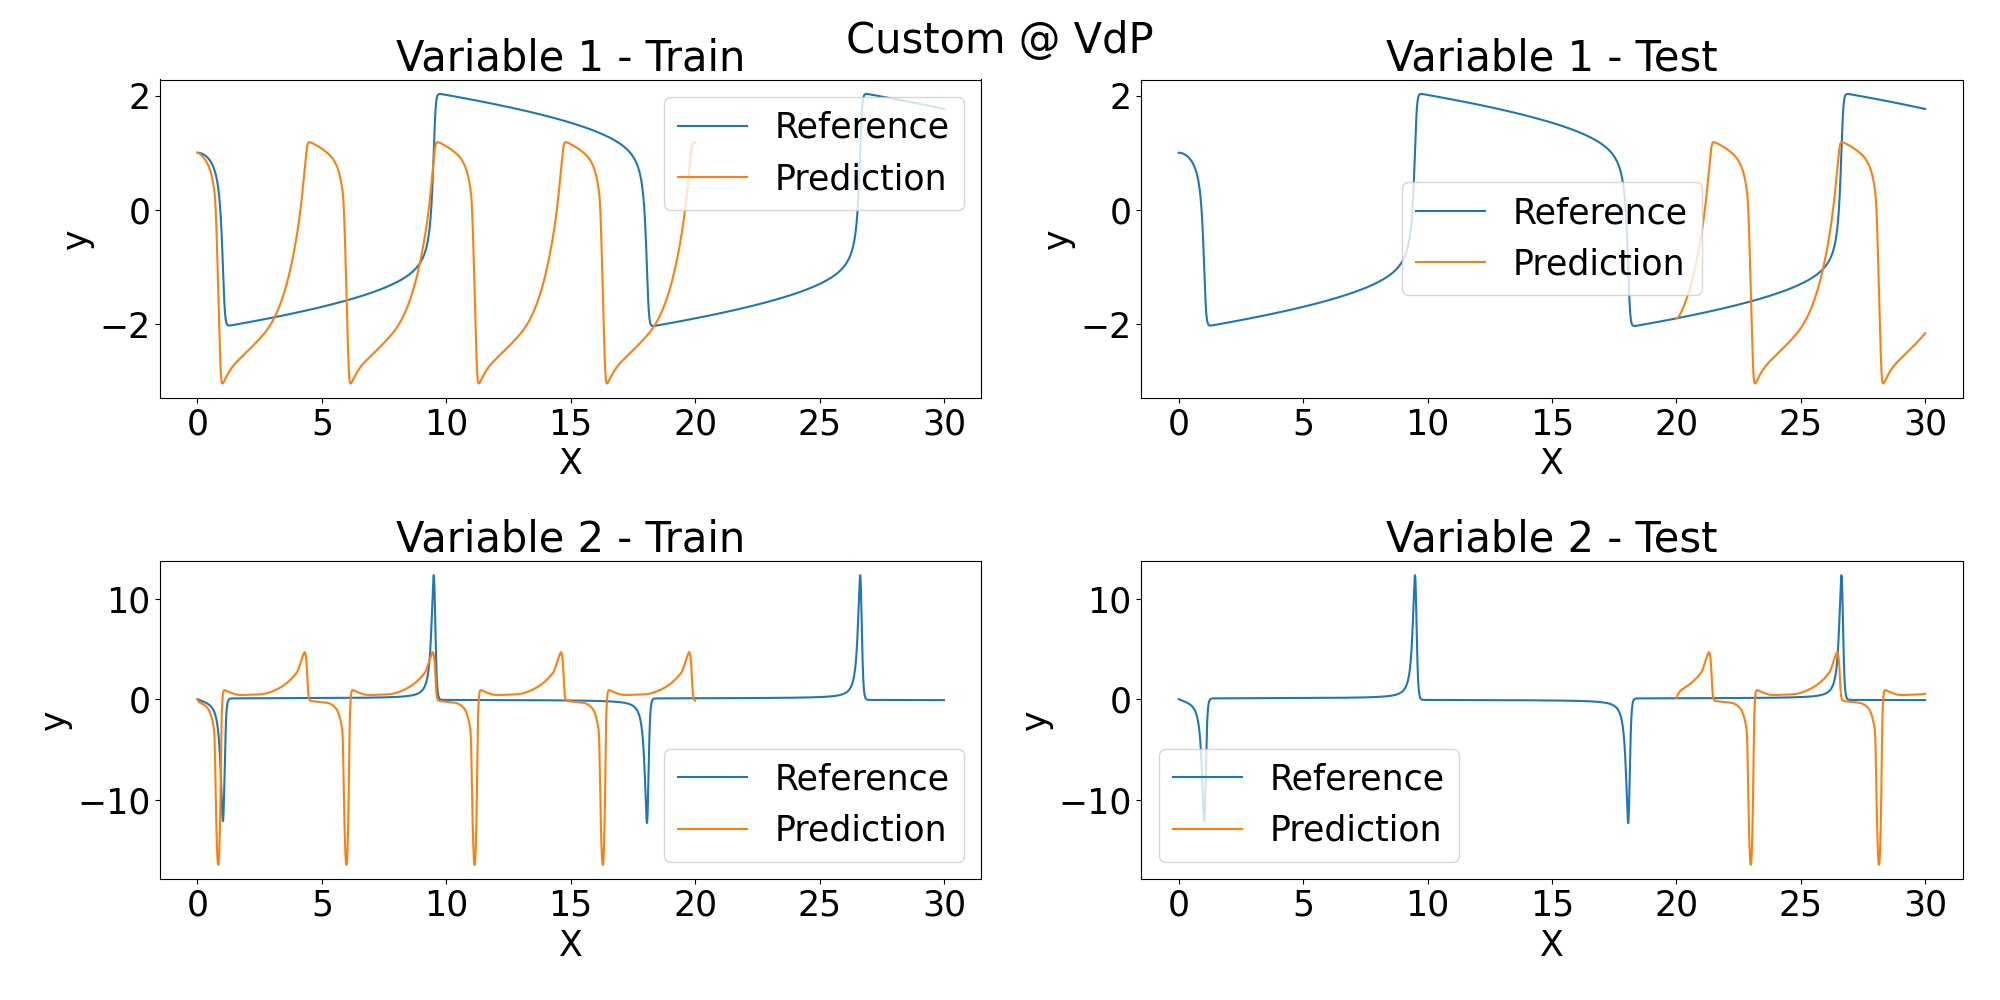 Custom @ VdP
Variable 1 - Train
2
0
−2
y
0 5 10 15 20 25 30
X
Reference
Prediction
Variable 1 - Test
2
0
−2
y
0 5 10 15 20 25 30
X
Reference
Prediction
Variable 2 - Train
10
0
−10
y
0 5 10 15 20 25 30
X
Reference
Prediction
Variable 2 - Test
10
0
−10
y
0 5 10 15 20 25 30
X
Reference
Prediction